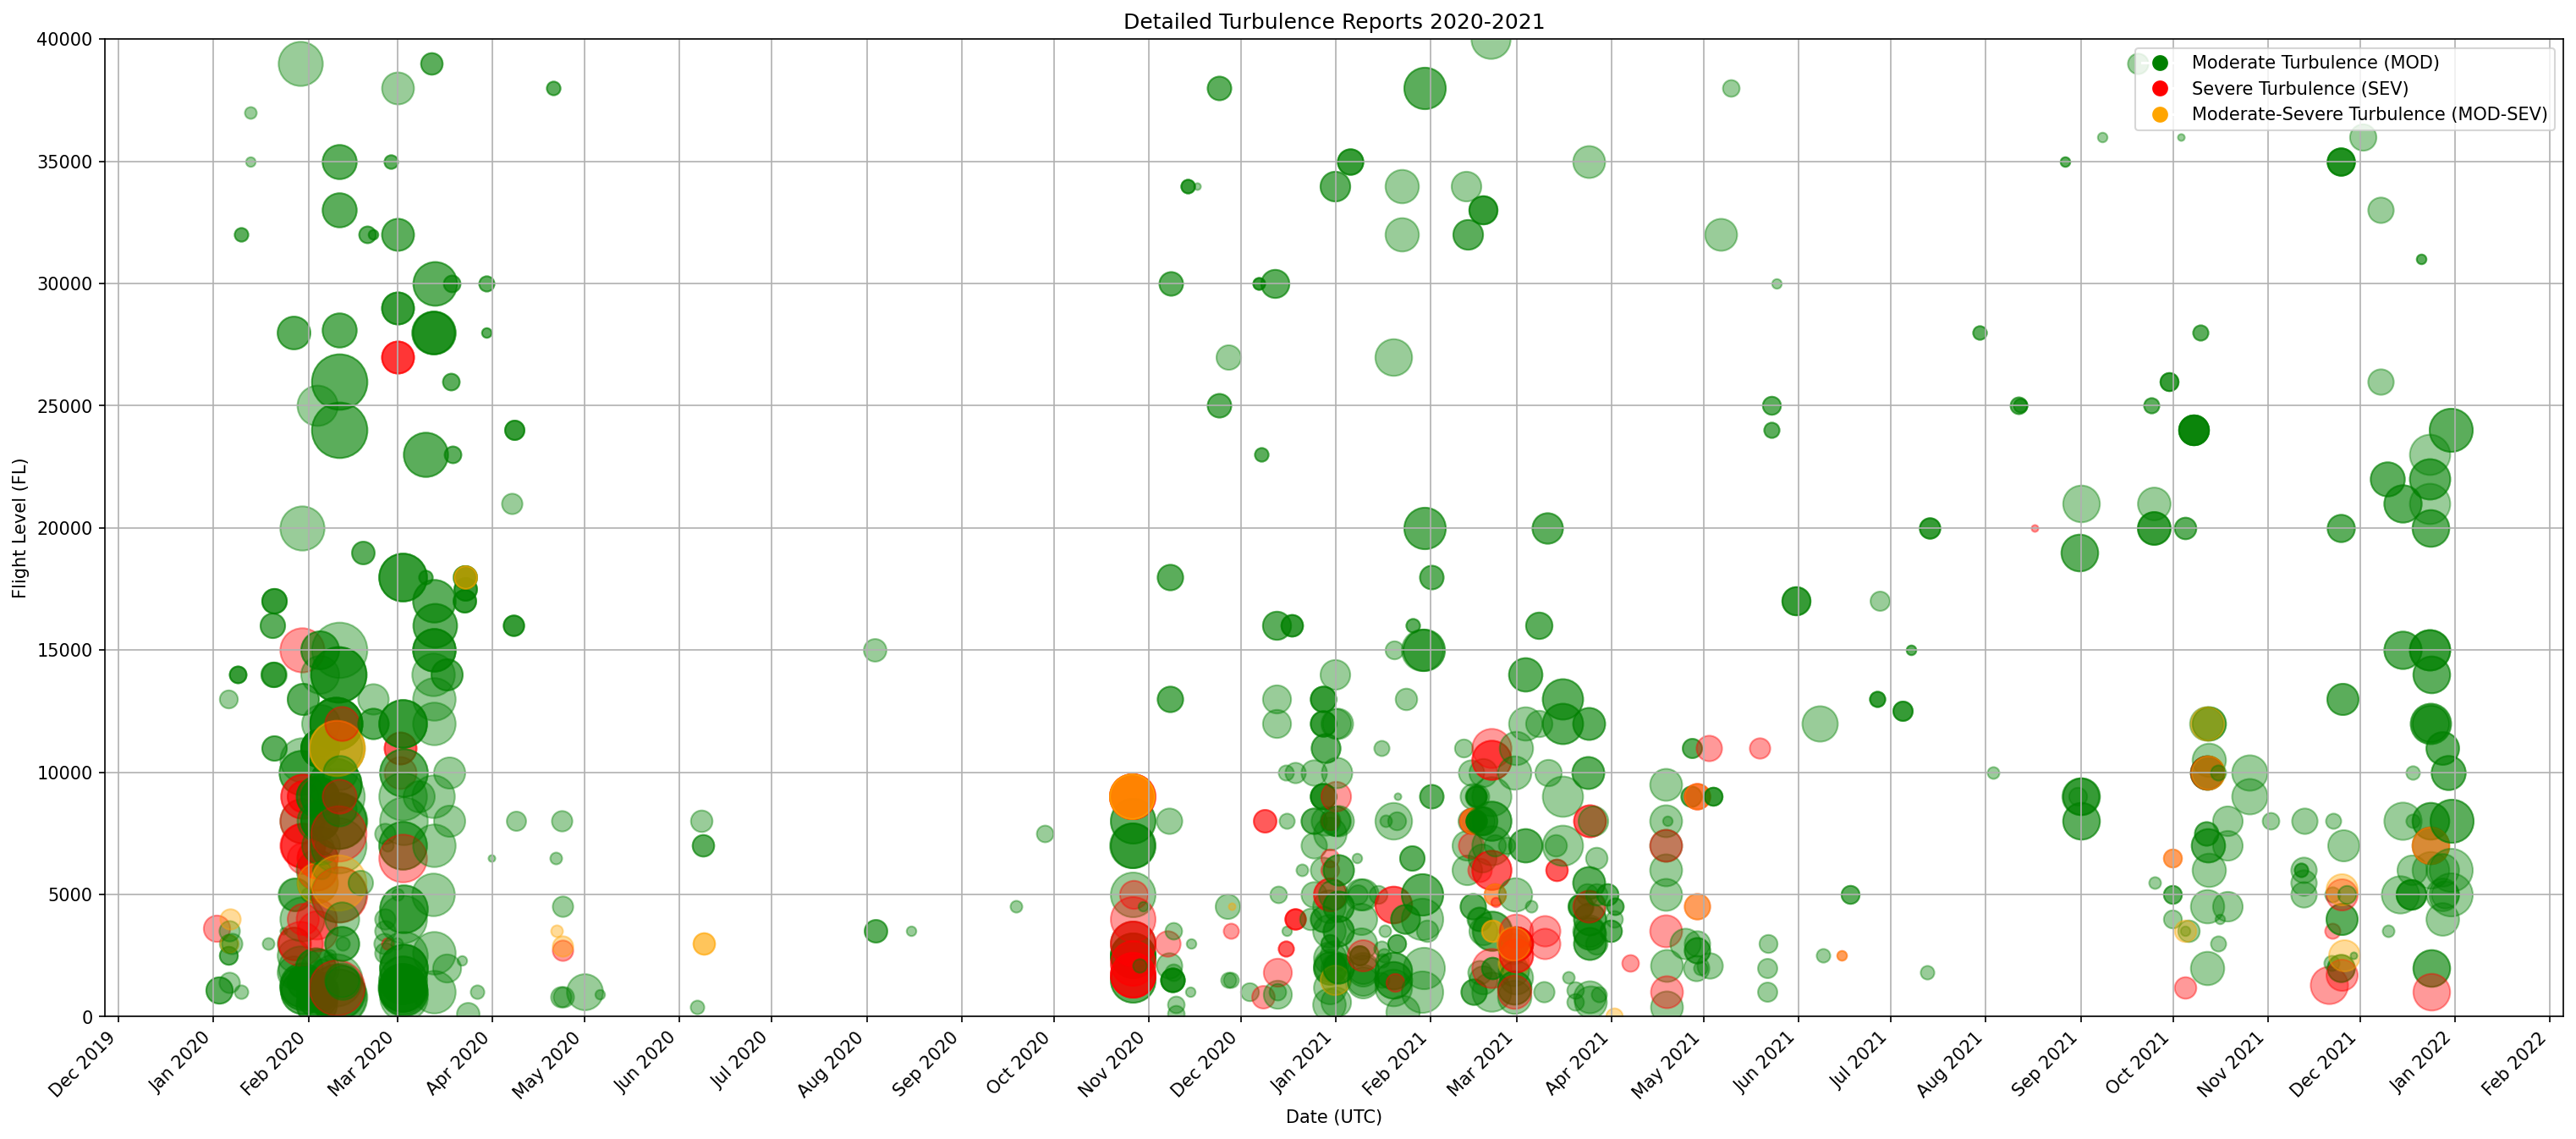 Detailed Turbulence Reports 2020-2021
Moderate Turbulence (MOD)
Severe Turbulence (SEV)
Moderate-Severe Turbulence (MOD-SEV)
Flight Level (FL)
40000
35000
30000
25000
20000
15000
10000
5000
0
Dec 2019
Jan 2020
Feb 2020
Mar 2020
Apr 2020
May 2020
Jun 2020
Jul 2020
Aug 2020
Sep 2020
Oct 2020
Nov 2020
Dec 2020
Jan 2021
Feb 2021
Mar 2021
Apr 2021
May 2021
Jun 2021
Jul 2021
Aug 2021
Sep 2021
Oct 2021
Nov 2021
Dec 2021
Jan 2022
Feb 2022
Date (UTC)